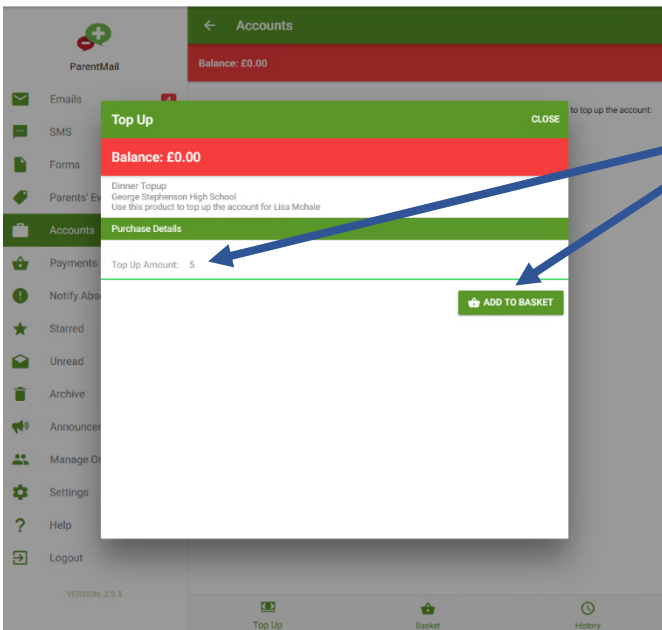 ParentMail
Emails 4
SMS
Forms
Parents' Ev
Accounts
Payments
Notify Abs
Starred
Unread
Archive
Announcer
Manage Or
Settings
? Help
Logout
VERSION: 2.9.5
← Accounts
Balance: £0.00
to top up the account:
Top Up CLOSE
Balance: £0.00
Dinner Topup
George Stephenson High School
Use this product to top up the account for Lisa Mchale
Purchase Details
Top Up Amount: 5
ADD TO BASKET
Top Up Basket History